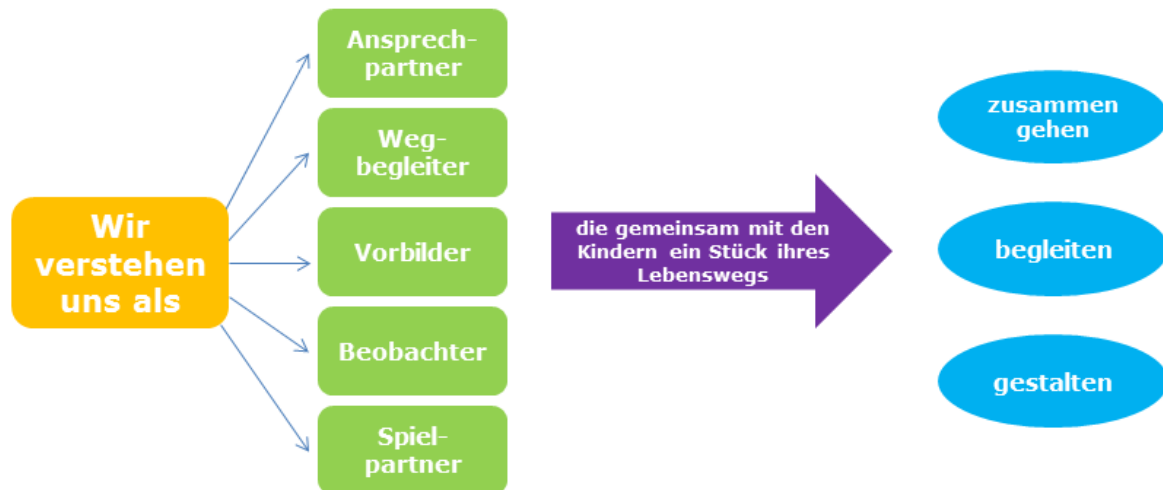 Wir
verstehen
uns als
Ansprech-
partner
Weg-
begleiter
Vorbilder
Beobachter
Spiel-
partner
die gemeinsam mit den
Kindern ein Stück ihres
Lebenswegs
zusammen
gehen
begleiten
gestalten